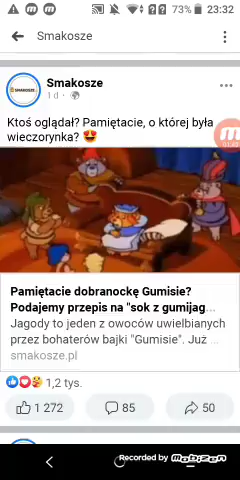 73% 23:32
Smakosze
SMAKOSZE
Smakosze
1 d ·
Ktoś oglądał? Pamiętacie, o której była
wieczorynka? 😍
Pamiętacie dobranockę Gumisie?
Podajemy przepis na "sok z gumijag...
Jagody to jeden z owoców uwielbianych
przez bohaterów bajki "Gumisie". Już ...
smakosze.pl
1,2 tys.
1 272 85 50
Recorded by mobizen